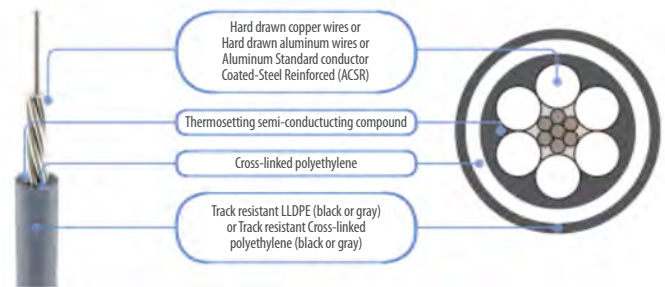 Hard drawn copper wires or
Hard drawn aluminum wires or
Aluminum Standard conductor
Coated-Steel Reinforced (ACSR)
Thermosetting semi-conductucting compound
Cross-linked polyethylene
Track resistant LLDPE (black or gray)
or Track resistant Cross-linked
polyethylene (black or gray)